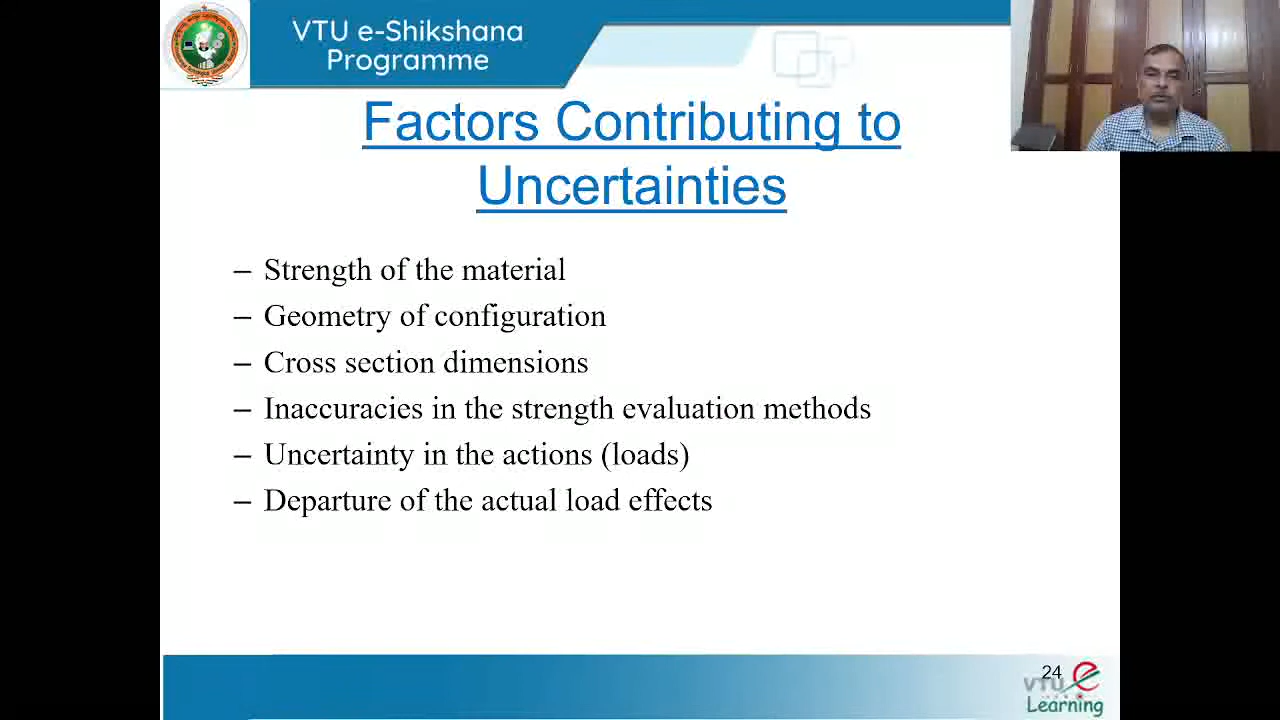 VTU e-Shikshana
Programme
Factors Contributing to
Uncertainties
– Strength of the material
– Geometry of configuration
– Cross section dimensions
– Inaccuracies in the strength evaluation methods
– Uncertainty in the actions (loads)
– Departure of the actual load effects
24
VTU e
Learning